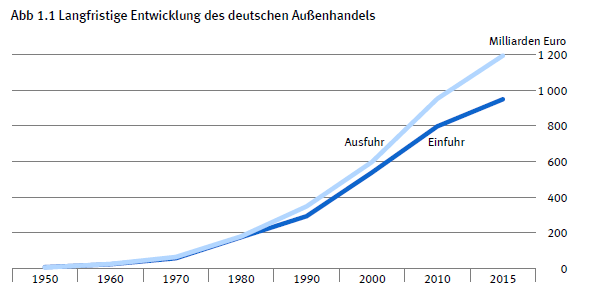 Abb 1.1 Langfristige Entwicklung des deutschen Außenhandels
Milliarden Euro
1 200
1 000
800
Ausfuhr
Einfuhr
600
400
200
0
1950 1960 1970 1980 1990 2000 2010 2015